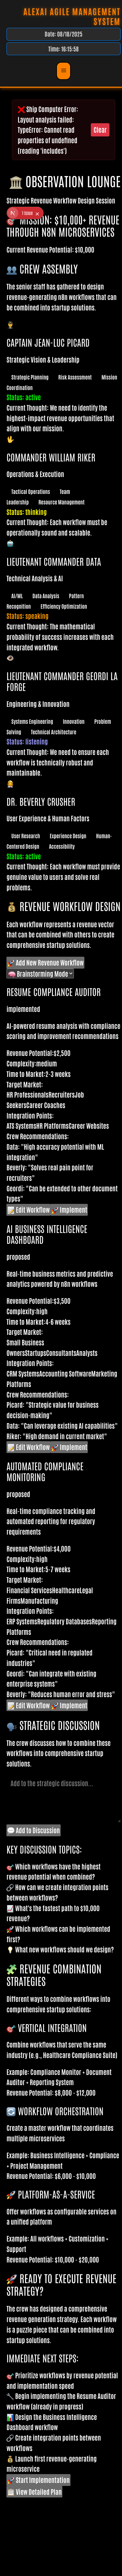 ALEXAI AGILE MANAGEMENT
SYSTEM
Date: 08/18/2025
Time: 16:15:58
❌ Ship Computer Error:
Layout analysis failed:
TypeError: Cannot read
properties of undefined
(reading 'includes')
Clear
🏛️ OBSERVATION LOUNGE
Strategic Revenue Workflow Design Session
N 1 Issue ×
🎯 MISSION: $10,000+ REVENUE
THROUGH N8N MICROSERVICES
Current Revenue Potential: $10,000
👥 CREW ASSEMBLY
The senior staff has gathered to design
revenue-generating n8n workflows that can
be combined into startup solutions.
CAPTAIN JEAN-LUC PICARD
Strategic Vision & Leadership
Strategic Planning Risk Assessment Mission
Coordination
Status: active
Current Thought: We need to identify the
highest-impact revenue opportunities that
align with our mission.
🖖
COMMANDER WILLIAM RIKER
Operations & Execution
Tactical Operations Team
Leadership Resource Management
Status: thinking
Current Thought: Each workflow must be
operationally sound and scalable.
🤖
LIEUTENANT COMMANDER DATA
Technical Analysis & AI
AI/ML Data Analysis Pattern
Recognition Efficiency Optimization
Status: speaking
Current Thought: The mathematical
probability of success increases with each
integrated workflow.
👁️
LIEUTENANT COMMANDER GEORDI LA
FORGE
Engineering & Innovation
Systems Engineering Innovation Problem
Solving Technical Architecture
Status: listening
Current Thought: We need to ensure each
workflow is technically robust and
maintainable.
DR. BEVERLY CRUSHER
User Experience & Human Factors
User Research Experience Design Human-
Centered Design Accessibility
Status: active
Current Thought: Each workflow must provide
genuine value to users and solve real
problems.
💰 REVENUE WORKFLOW DESIGN
Each workflow represents a revenue vector
that can be combined with others to create
comprehensive startup solutions.
🚀 Add New Revenue Workflow
🧠 Brainstorming Mode
RESUME COMPLIANCE AUDITOR
implemented
AI-powered resume analysis with compliance
scoring and improvement recommendations
Revenue Potential:$2,500
Complexity:medium
Time to Market:2-3 weeks
Target Market:
HR ProfessionalsRecruitersJob
SeekersCareer Coaches
Integration Points:
ATS SystemsHR PlatformsCareer Websites
Crew Recommendations:
Data: "High accuracy potential with ML
integration"
Beverly: "Solves real pain point for
recruiters"
Geordi: "Can be extended to other document
types"
📝 Edit Workflow 🚀 Implement
AI BUSINESS INTELLIGENCE
DASHBOARD
proposed
Real-time business metrics and predictive
analytics powered by n8n workflows
Revenue Potential:$3,500
Complexity:high
Time to Market:4-6 weeks
Target Market:
Small Business
OwnersStartupsConsultantsAnalysts
Integration Points:
CRM SystemsAccounting SoftwareMarketing
Platforms
Crew Recommendations:
Picard: "Strategic value for business
decision-making"
Data: "Can leverage existing AI capabilities"
Riker: "High demand in current market"
📝 Edit Workflow 🚀 Implement
AUTOMATED COMPLIANCE
MONITORING
proposed
Real-time compliance tracking and
automated reporting for regulatory
requirements
Revenue Potential:$4,000
Complexity:high
Time to Market:5-7 weeks
Target Market:
Financial ServicesHealthcareLegal
FirmsManufacturing
Integration Points:
ERP SystemsRegulatory DatabasesReporting
Platforms
Crew Recommendations:
Picard: "Critical need in regulated
industries"
Geordi: "Can integrate with existing
enterprise systems"
Beverly: "Reduces human error and stress"
📝 Edit Workflow 🚀 Implement
🗣️ STRATEGIC DISCUSSION
The crew discusses how to combine these
workflows into comprehensive startup
solutions.
Add to the strategic discussion...
💬 Add to Discussion
KEY DISCUSSION TOPICS:
🎯 Which workflows have the highest
revenue potential when combined?
🔗 How can we create integration points
between workflows?
📈 What's the fastest path to $10,000
revenue?
🚀 Which workflows can be implemented
first?
💡 What new workflows should we design?
🧩 REVENUE COMBINATION
STRATEGIES
Different ways to combine workflows into
comprehensive startup solutions:
🎯 VERTICAL INTEGRATION
Combine workflows that serve the same
industry (e.g., Healthcare Compliance Suite)
Example: Compliance Monitor + Document
Auditor + Reporting System
Revenue Potential: $8,000 - $12,000
🔄 WORKFLOW ORCHESTRATION
Create a master workflow that coordinates
multiple microservices
Example: Business Intelligence + Compliance
+ Project Management
Revenue Potential: $6,000 - $10,000
🚀 PLATFORM-AS-A-SERVICE
Offer workflows as configurable services on
a unified platform
Example: All workflows + Customization +
Support
Revenue Potential: $10,000 - $20,000
🚀 READY TO EXECUTE REVENUE
STRATEGY?
The crew has designed a comprehensive
revenue generation strategy. Each workflow
is a puzzle piece that can be combined into
startup solutions.
IMMEDIATE NEXT STEPS:
🎯 Prioritize workflows by revenue potential
and implementation speed
🔧 Begin implementing the Resume Auditor
workflow (already in progress)
📊 Design the Business Intelligence
Dashboard workflow
🔗 Create integration points between
workflows
💰 Launch first revenue-generating
microservice
🚀 Start Implementation
📋 View Detailed Plan